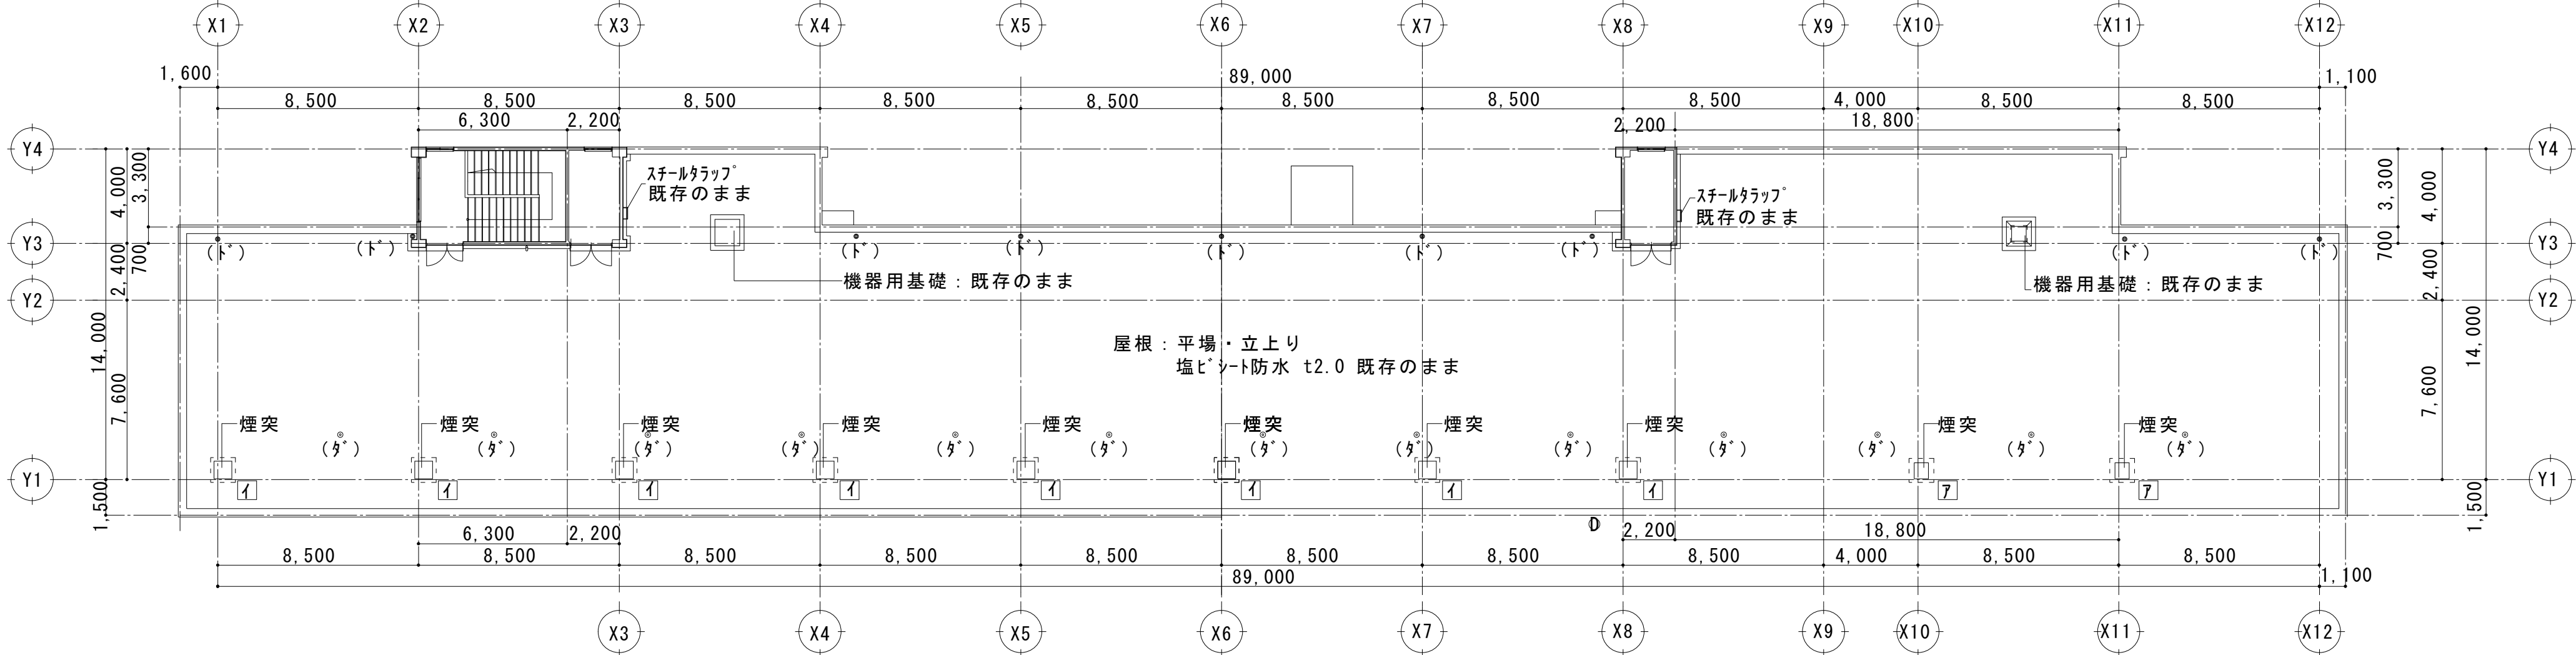 X1 X2 X3 X4 X5 X6 X7 X8 X9 X10 X11 X12
1,600 89,000 1,100
8,500 8,500 8,500 8,500 8,500 8,500 8,500 8,500 4,000 8,500 8,500
6,300 2,200 2,200 18,800
Y4 Y4
4,000 3,300 3,300 4,000
スチールタラップ
既存のまま
スチールタラップ
既存のまま
Y3 Y3
(ド) (ド) (ド) (ド) (ド) (ド) (ド) (ド) (ド)
2,400 700 700 2,400
機器用基礎：既存のまま
機器用基礎：既存のまま
Y2 Y2
14,000 14,000
屋根：平場・立上り
塩ビシート防水 t2.0 既存のまま
7,600 7,600
煙突 煙突 煙突 煙突 煙突 煙突 煙突 煙突 煙突 煙突
(ダ) (ダ) (ダ) (ダ) (ダ) (ダ) (ダ) (ダ) (ダ) (ダ) (ダ) (ダ) (ダ)
Y1 Y1
イ イ イ イ イ イ イ イ ア ア
1,500 1,500
D
6,300 2,200 2,200 18,800
8,500 8,500 8,500 8,500 8,500 8,500 8,500 8,500 4,000 8,500 8,500
89,000 1,100
X3 X4 X5 X6 X7 X8 X9 X10 X11 X12